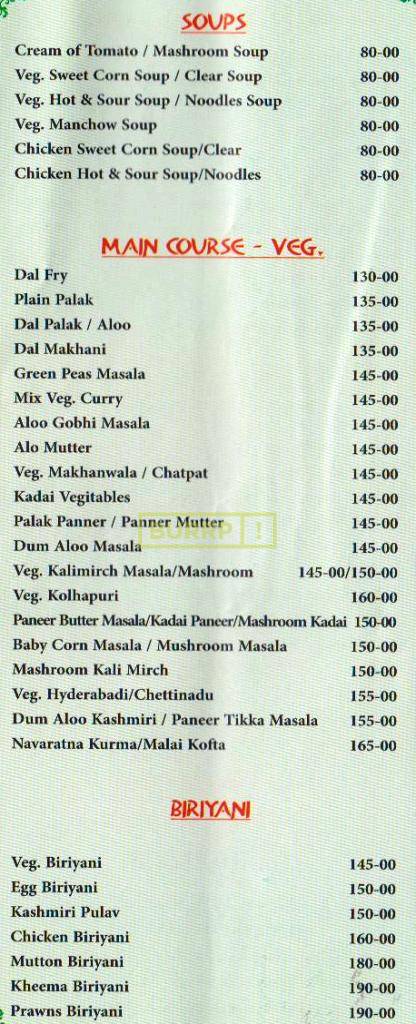 SOUPS
Cream of Tomato / Mashroom Soup 80-00
Veg. Sweet Corn Soup / Clear Soup 80-00
Veg. Hot & Sour Soup / Noodles Soup 80-00
Veg. Manchow Soup 80-00
Chicken Sweet Corn Soup/Clear 80-00
Chicken Hot & Sour Soup/Noodles 80-00
MAIN COURSE - VEG.
Dal Fry 130-00
Plain Palak 135-00
Dal Palak / Aloo 135-00
Dal Makhani 135-00
Green Peas Masala 145-00
Mix Veg. Curry 145-00
Aloo Gobhi Masala 145-00
Alo Mutter 145-00
Veg. Makhanwala / Chatpat 145-00
Kadai Vegitables 145-00
Palak Panner / Panner Mutter 145-00
BURRP!
Dum Aloo Masala 145-00
Veg. Kalimirch Masala/Mashroom 145-00/150-00
Veg. Kolhapuri 160-00
Paneer Butter Masala/Kadai Paneer/Mashroom Kadai 150-00
Baby Corn Masala / Mushroom Masala 150-00
Mashroom Kali Mirch 150-00
Veg. Hyderabadi/Chettinadu 155-00
Dum Aloo Kashmiri / Paneer Tikka Masala 155-00
Navaratna Kurma/Malai Kofta 165-00
BIRIYANI
Veg. Biriyani 145-00
Egg Biriyani 150-00
Kashmiri Pulav 150-00
Chicken Biriyani 160-00
Mutton Biriyani 180-00
Kheema Biriyani 190-00
Prawns Biriyani 190-00